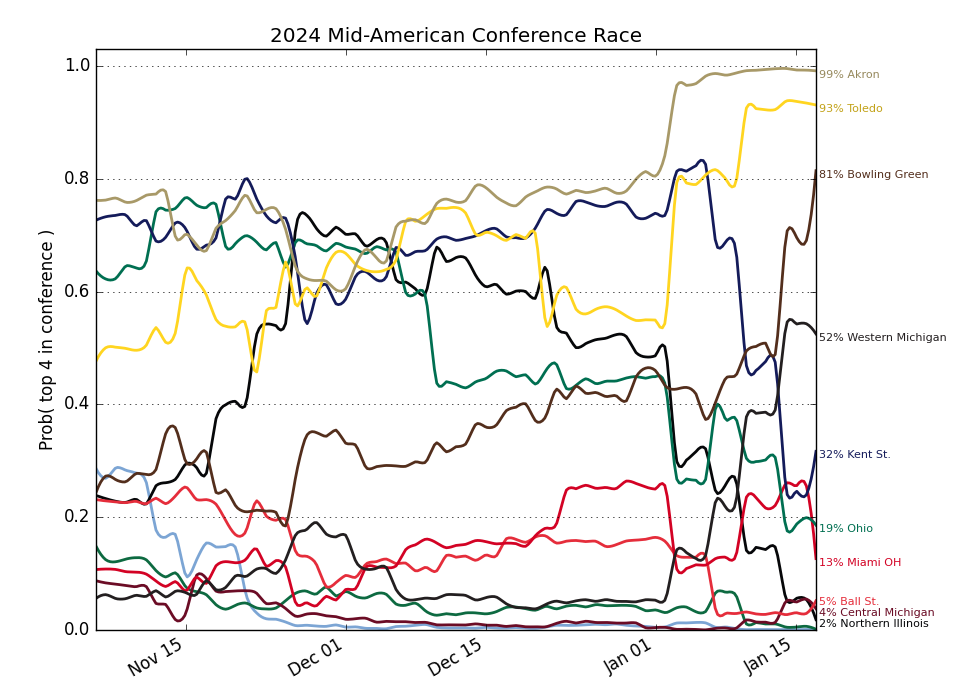 2024 Mid-American Conference Race
Prob( top 4 in conference )
1.0
0.8
0.6
0.4
0.2
0.0
Nov 15
Dec 01
Dec 15
Jan 01
Jan 15
99% Akron
93% Toledo
81% Bowling Green
52% Western Michigan
32% Kent St.
19% Ohio
13% Miami OH
5% Ball St.
4% Central Michigan
2% Northern Illinois